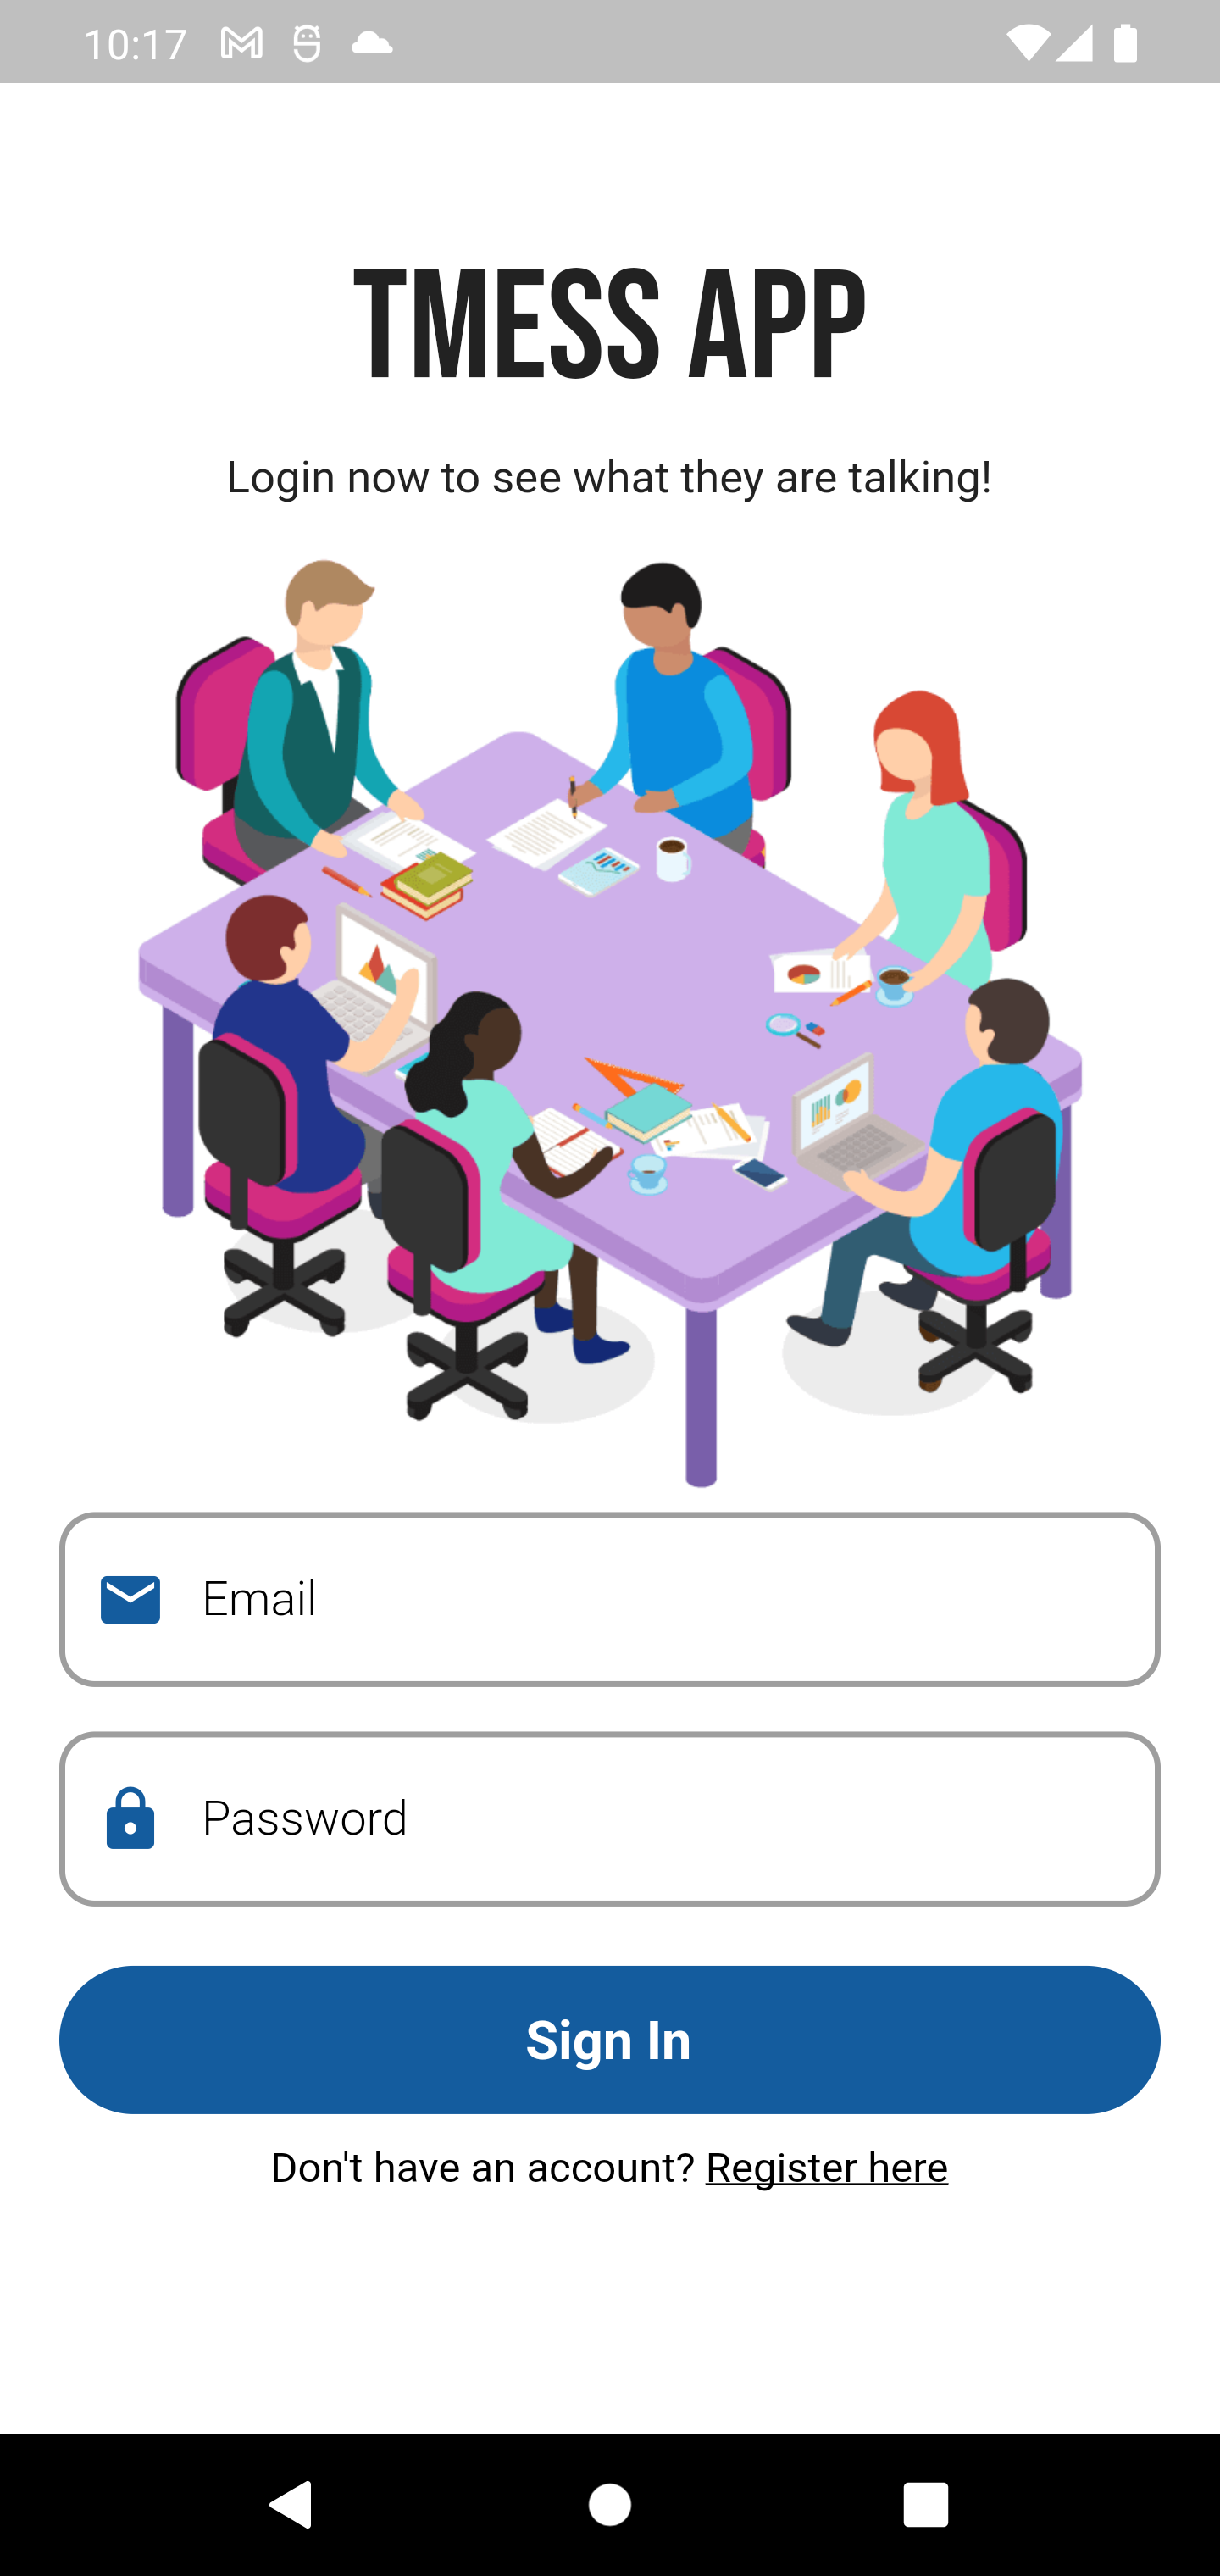 10:17
TMESS APP
Login now to see what they are talking!
Email
Password
Sign In
Don't have an account? Register here